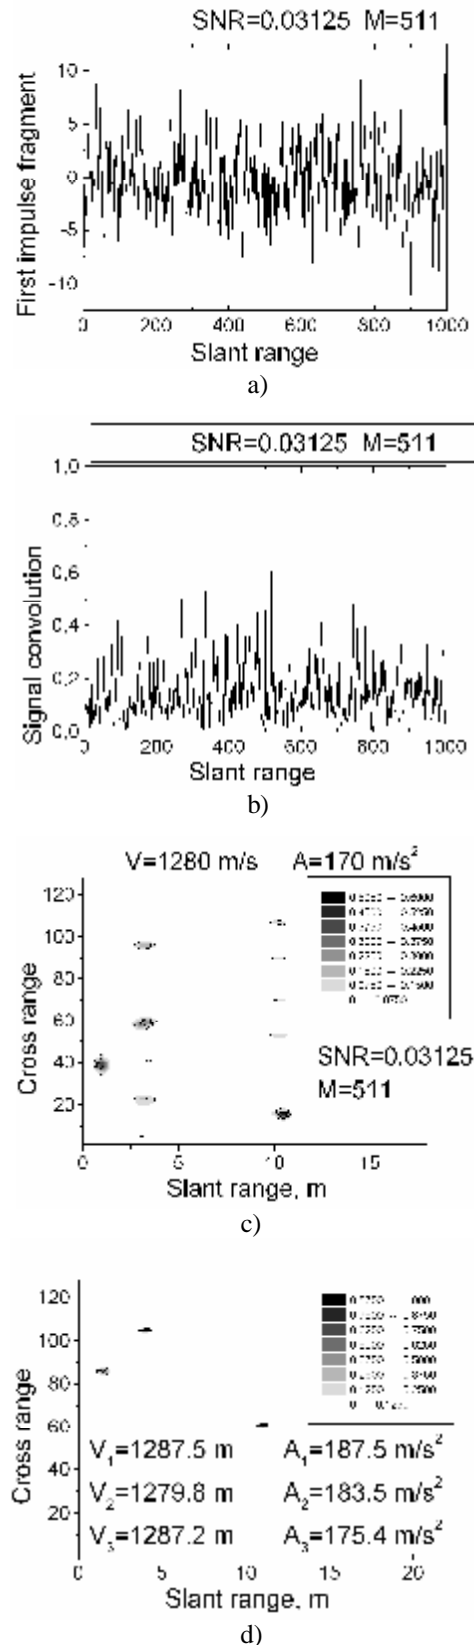 SNR=0.03125 M=511
First impulse fragment
10
5
0
-5
-10
0 200 400 600 800 1000
Slant range
a)
SNR=0.03125 M=511
Signal convolution
1,0
0,8
0,6
0,4
0,2
0,0
0 200 400 600 800 1000
Slant range
b)
V=1280 m/s A=170 m/s²
Cross range
120
100
80
60
40
20
SNR=0.03125
M=511
0 5 10 15
Slant range, m
c)
Cross range
120
100
80
60
40
20
V₁=1287.5 m A₁=187.5 m/s²
V₂=1279.8 m A₂=183.5 m/s²
V₃=1287.2 m A₃=175.4 m/s²
0 5 10 15 20
Slant range, m
d)